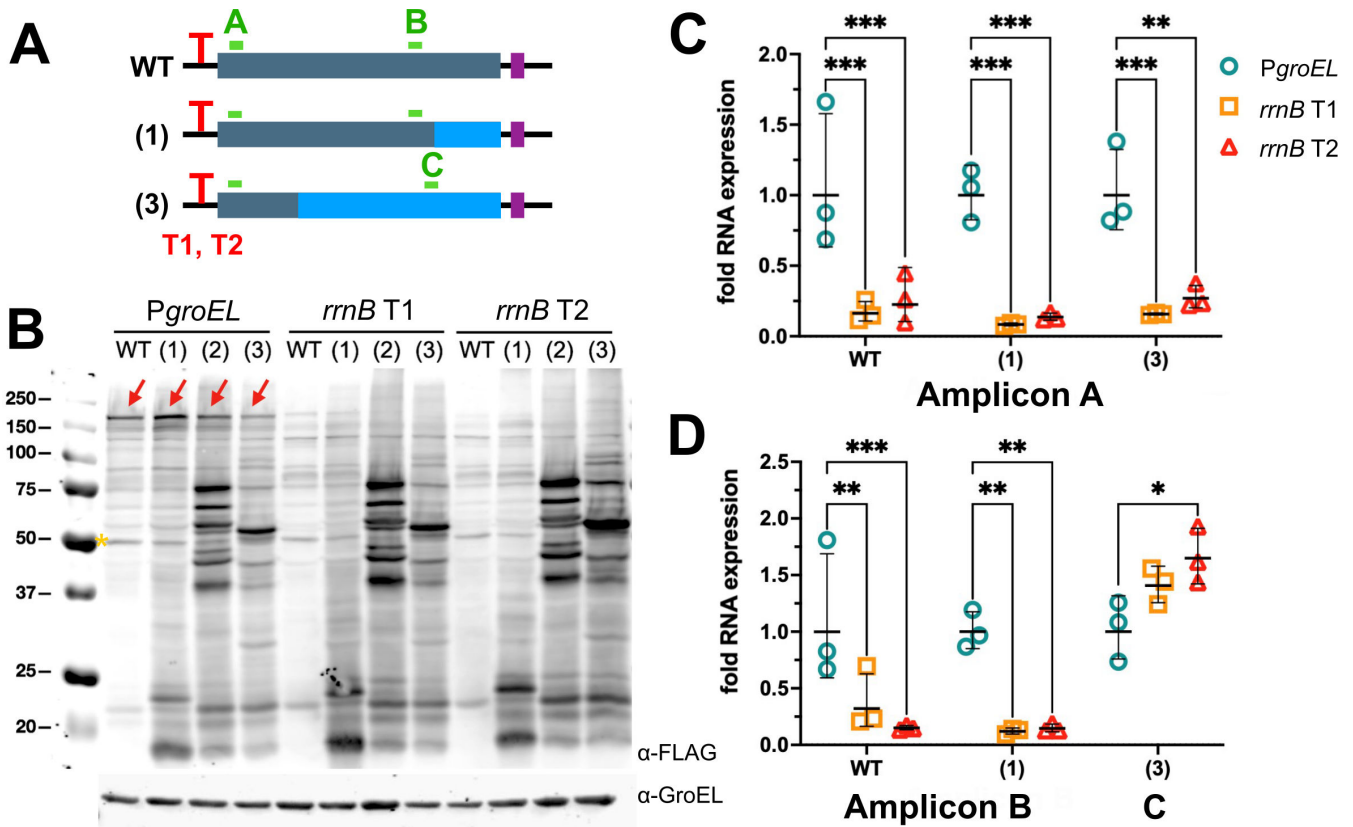 A
A B
WT
(1)
C
(3)
T1, T2
B
PgroEL rrnB T1 rrnB T2
WT (1) (2) (3) WT (1) (2) (3) WT (1) (2) (3)
250
150
100
75
*
50
37
25
20
α-FLAG
α-GroEL
C
*** *** **
*** *** ***
2.0
1.5
1.0
0.5
0.0
fold RNA expression
WT (1) (3)
Amplicon A
PgroEL
rrnB T1
rrnB T2
D
*** ** *
** **
2.5
2.0
1.5
1.0
0.5
0.0
fold RNA expression
WT (1) (3)
Amplicon B C